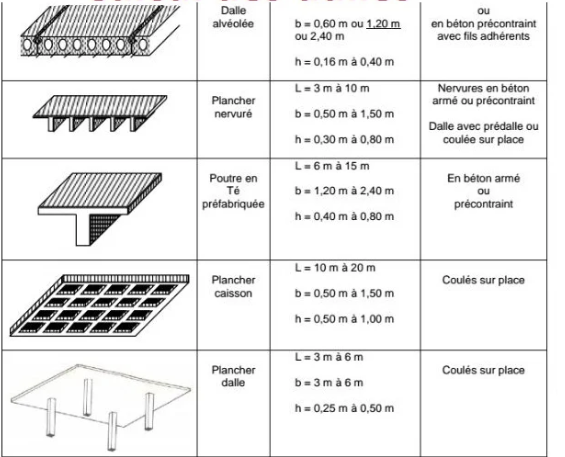 Dalle
alvéolée
b = 0,60 m ou 1,20 m
ou 2,40 m
h = 0,16 m à 0,40 m
ou
en béton précontraint
avec fils adhérents
Plancher
nervuré
L = 3 m à 10 m
b = 0,50 m à 1,50 m
h = 0,30 m à 0,80 m
Nervures en béton
armé ou précontraint
Dalle avec prédalle ou
coulée sur place
Poutre en
Té
préfabriquée
L = 6 m à 15 m
b = 1,20 m à 2,40 m
h = 0,40 m à 0,80 m
En béton armé
ou
précontraint
Plancher
caisson
L = 10 m à 20 m
b = 0,50 m à 1,50 m
h = 0,50 m à 1,00 m
Coulés sur place
Plancher
dalle
L = 3 m à 6 m
b = 3 m à 6 m
h = 0,25 m à 0,50 m
Coulés sur place